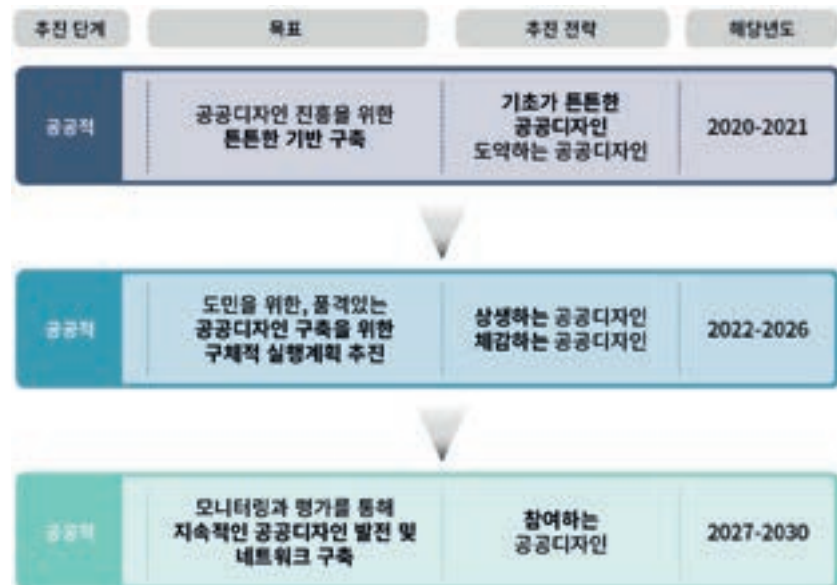 추진 단계
목표
추진 전략
해당년도
공공적
공공디자인 진흥을 위한
튼튼한 기반 구축
기초가 튼튼한
공공디자인
도약하는 공공디자인
2020-2021
공공적
도민을 위한, 품격있는
공공디자인 구축을 위한
구체적 실행계획 추진
상생하는 공공디자인
체감하는 공공디자인
2022-2026
공공적
모니터링과 평가를 통해
지속적인 공공디자인 발전 및
네트워크 구축
참여하는
공공디자인
2027-2030